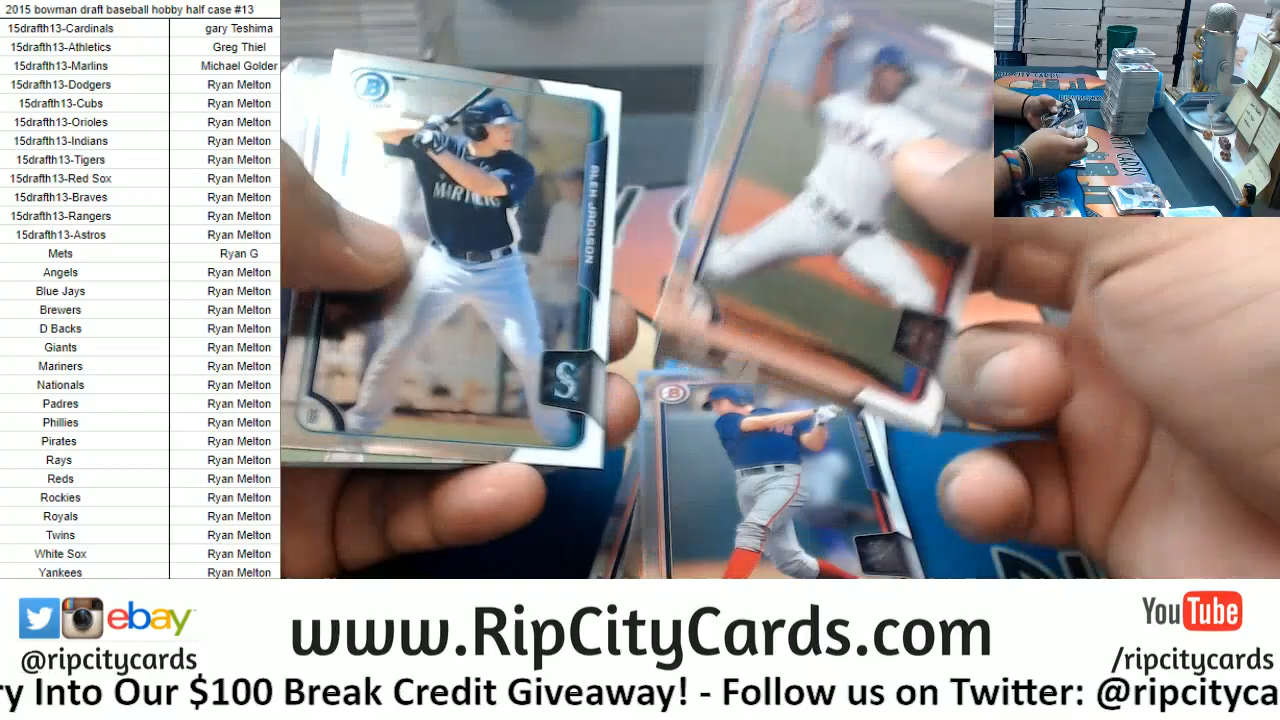 2015 bowman draft baseball hobby half case #13
15drafth13-Cardinals gary Teshima
15drafth13-Athletics Greg Thiel
15drafth13-Marlins Michael Golder
15drafth13-Dodgers Ryan Melton
15drafth13-Cubs Ryan Melton
15drafth13-Orioles Ryan Melton
15drafth13-Indians Ryan Melton
15drafth13-Tigers Ryan Melton
15drafth13-Red Sox Ryan Melton
15drafth13-Braves Ryan Melton
15drafth13-Rangers Ryan Melton
15drafth13-Astros Ryan Melton
Mets Ryan G
Angels Ryan Melton
Blue Jays Ryan Melton
Brewers Ryan Melton
D Backs Ryan Melton
Giants Ryan Melton
Mariners Ryan Melton
Nationals Ryan Melton
Padres Ryan Melton
Phillies Ryan Melton
Pirates Ryan Melton
Rays Ryan Melton
Reds Ryan Melton
Rockies Ryan Melton
Royals Ryan Melton
Twins Ryan Melton
White Sox Ryan Melton
Yankees Ryan Melton
ALEX JACKSON
MARINERS
S
ebay
@ripcitycards
www.RipCityCards.com
YouTube
/ripcitycards
ry Into Our $100 Break Credit Giveaway! - Follow us on Twitter: @ripcityca